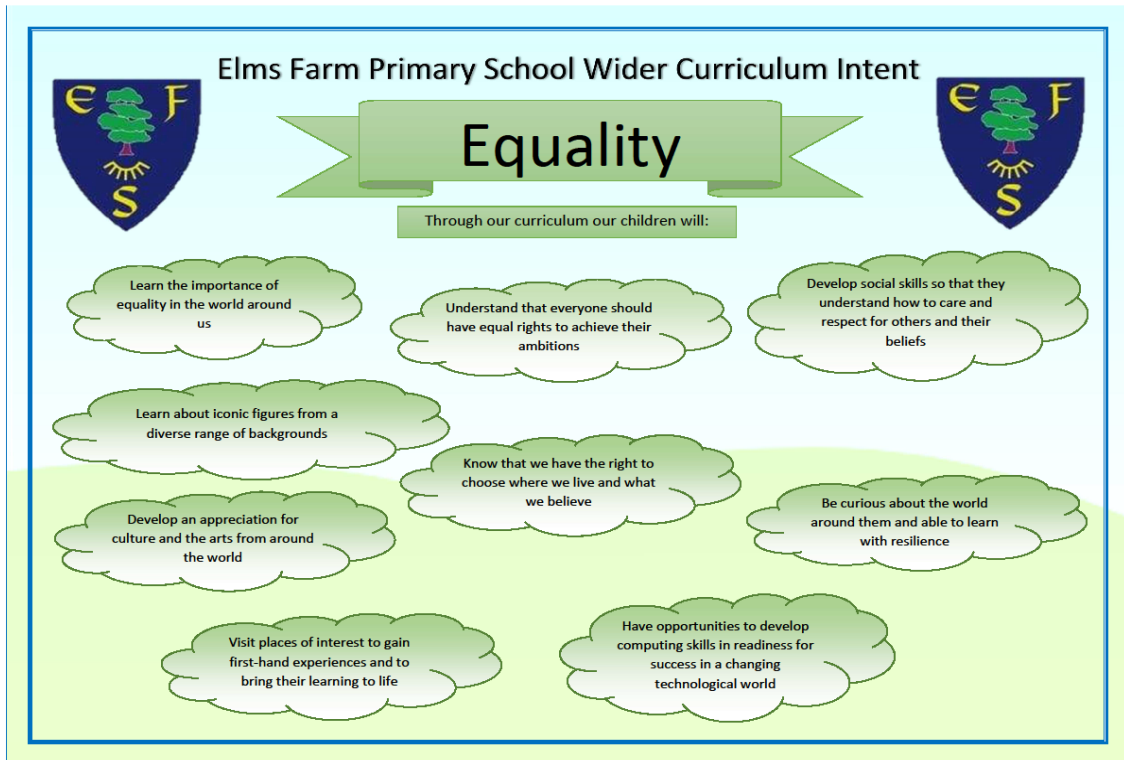 Elms Farm Primary School Wider Curriculum Intent
E F
S
E F
S
Equality
Through our curriculum our children will:
Learn the importance of
equality in the world around
us
Understand that everyone should
have equal rights to achieve their
ambitions
Develop social skills so that they
understand how to care and
respect for others and their
beliefs
Learn about iconic figures from a
diverse range of backgrounds
Know that we have the right to
choose where we live and what
we believe
Develop an appreciation for
culture and the arts from around
the world
Be curious about the world
around them and able to learn
with resilience
Visit places of interest to gain
first-hand experiences and to
bring their learning to life
Have opportunities to develop
computing skills in readiness for
success in a changing
technological world